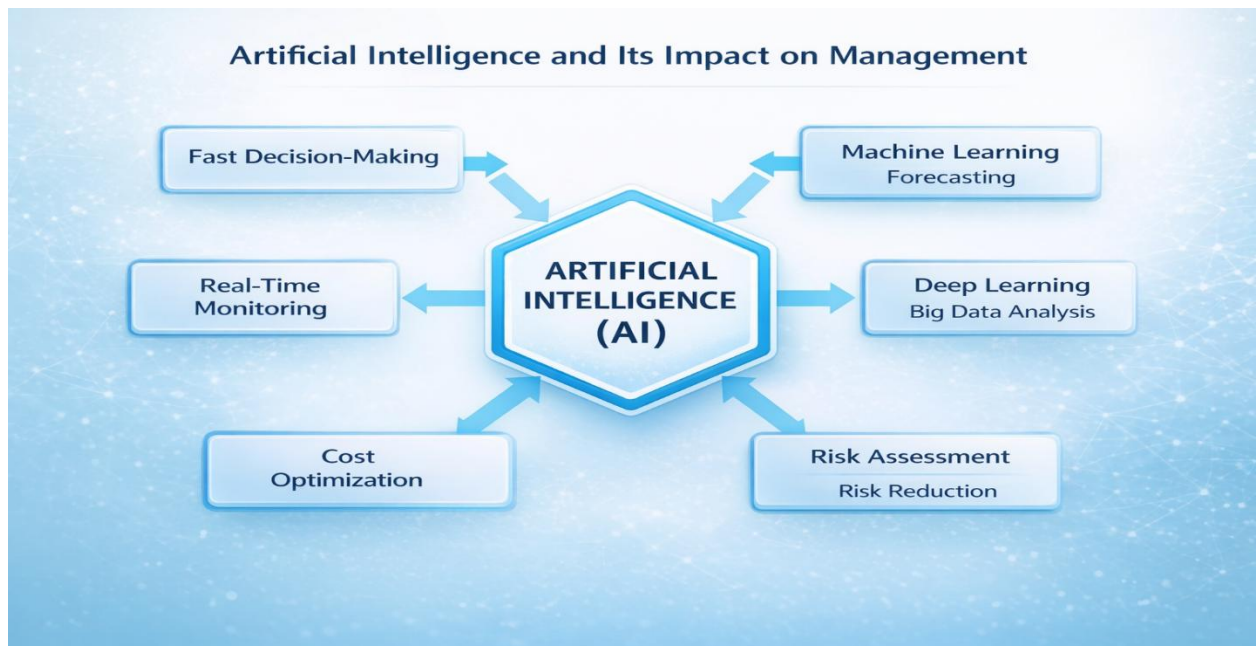 Artificial Intelligence and Its Impact on Management
Fast Decision-Making
Machine Learning
Forecasting
ARTIFICIAL
INTELLIGENCE
(AI)
Real-Time
Monitoring
Deep Learning
Big Data Analysis
Cost
Optimization
Risk Assessment
Risk Reduction